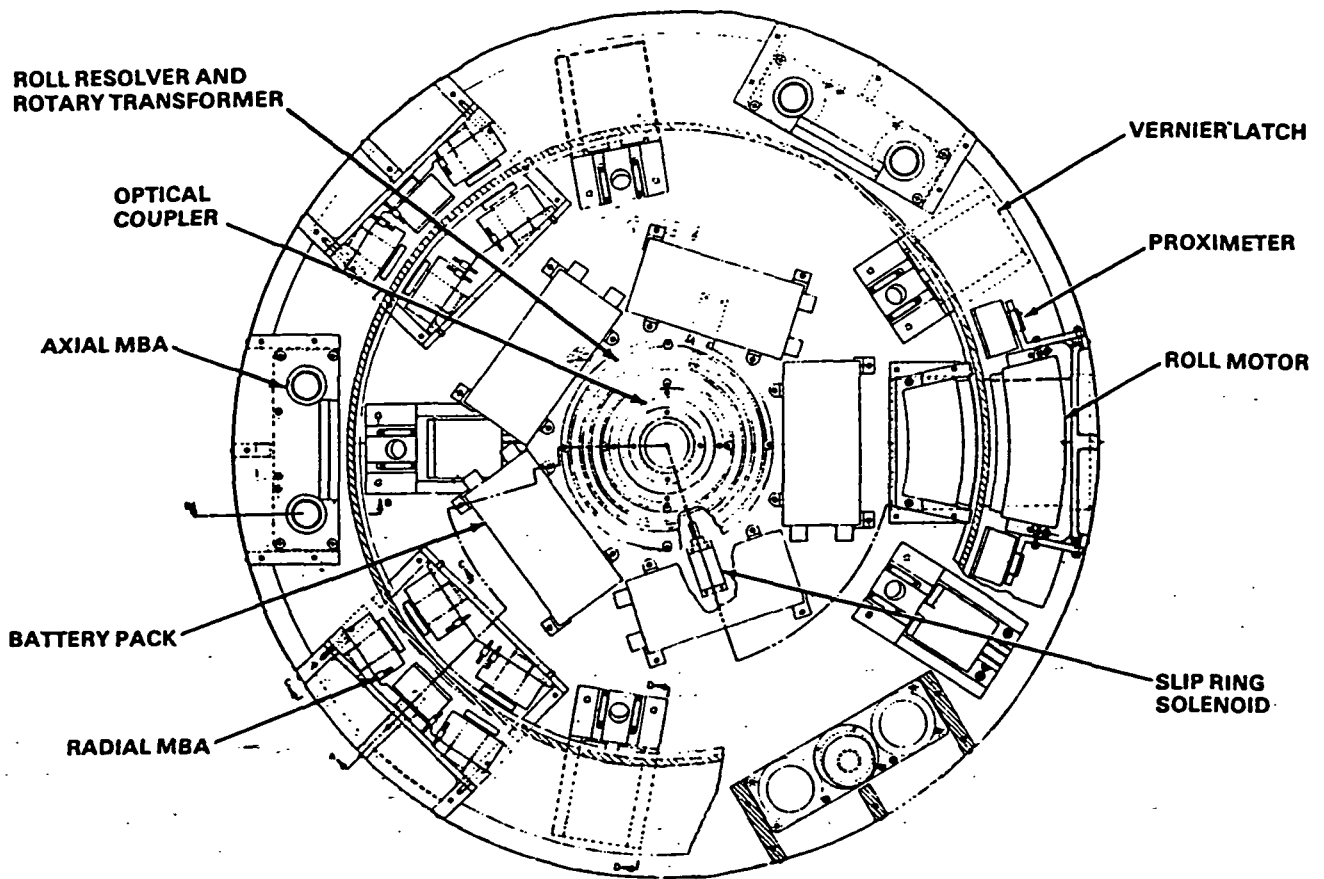 ROLL RESOLVER AND
ROTARY TRANSFORMER
OPTICAL
COUPLER
AXIAL MBA
BATTERY PACK
RADIAL MBA
VERNIER LATCH
PROXIMETER
ROLL MOTOR
SLIP RING
SOLENOID